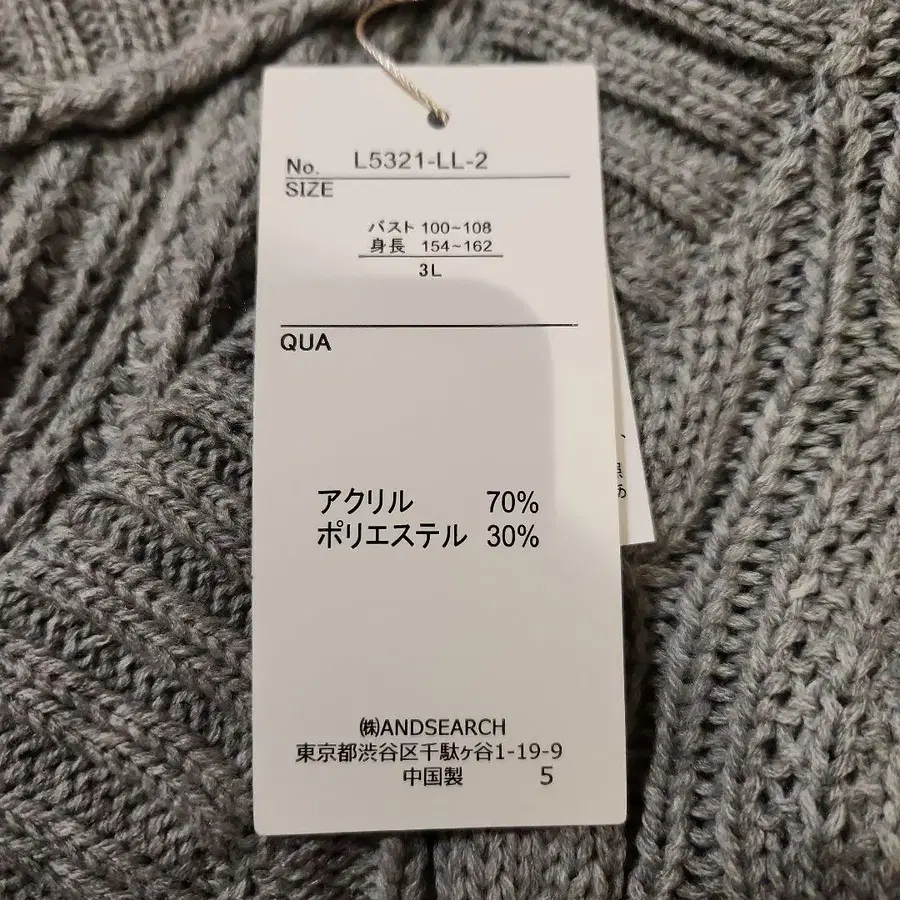 No. L5321-LL-2
SIZE
バスト 100~108
身長 154~162
3L
QUA
アクリル 70%
ポリエステル 30%
㈱ANDSEARCH
東京都渋谷区千駄ヶ谷1-19-9
中国製 5